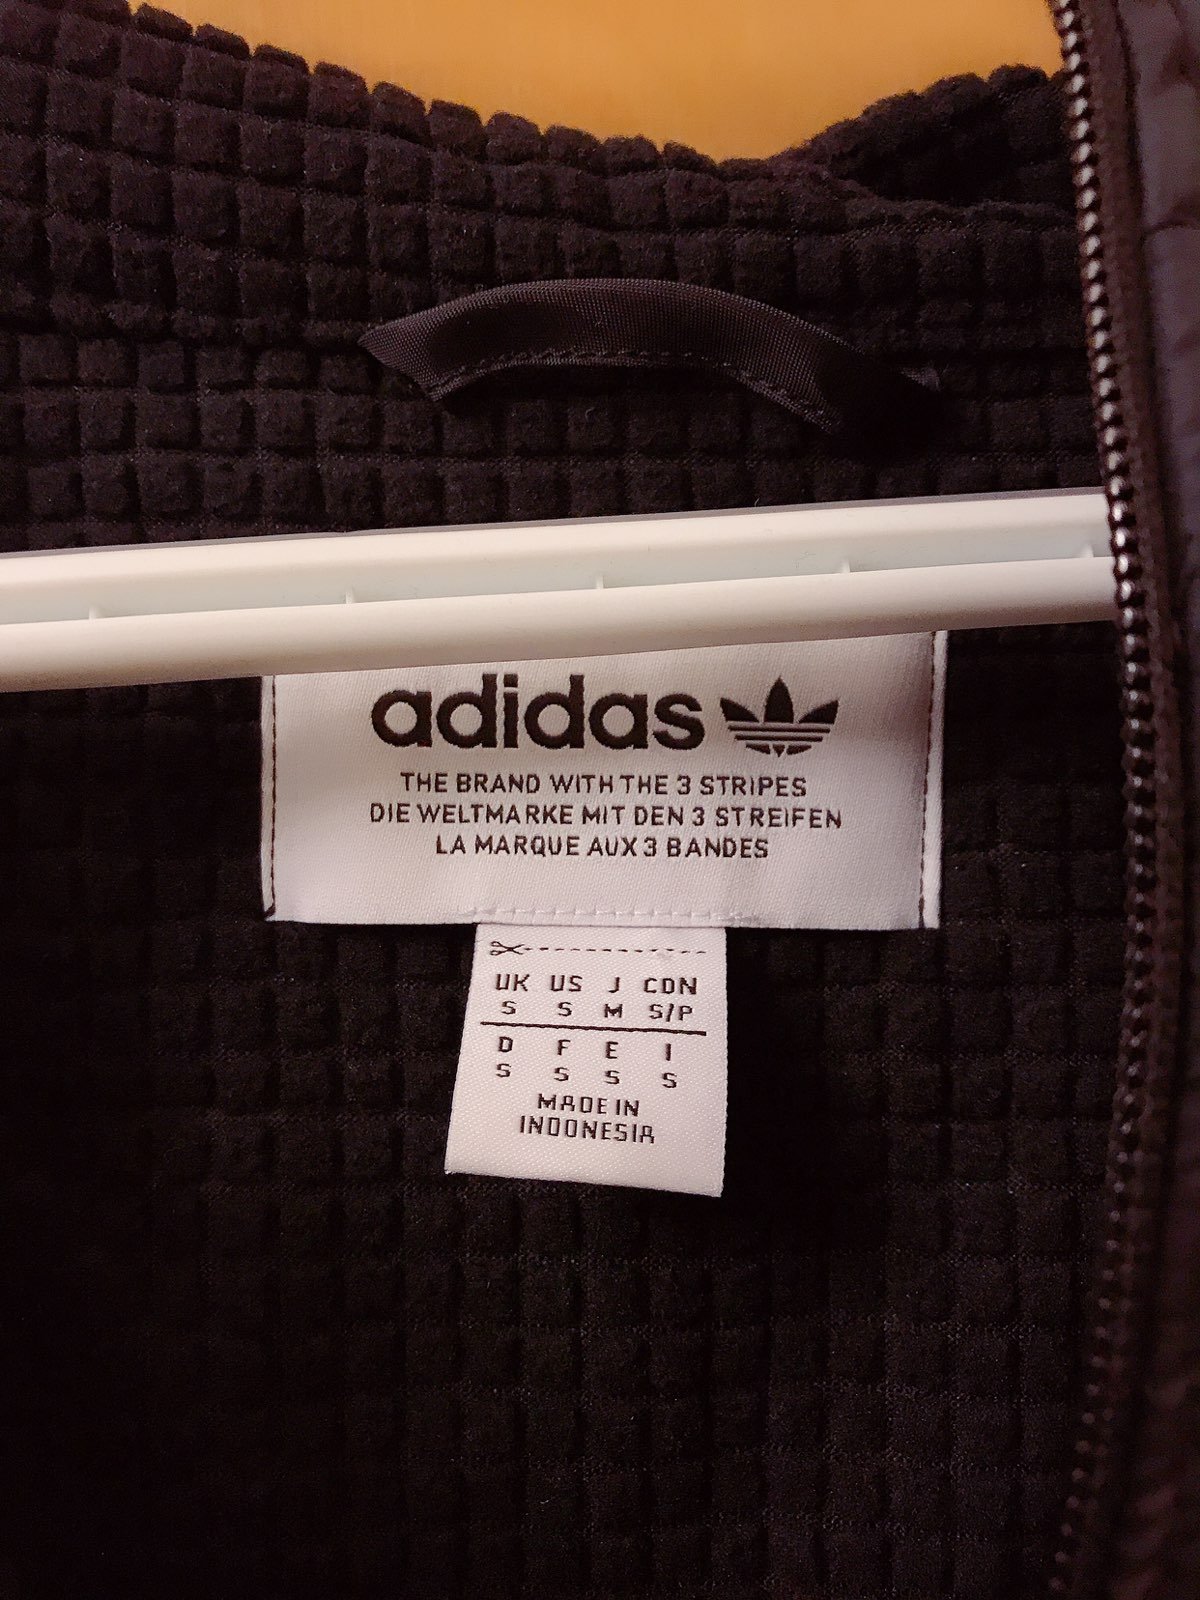 adidas
THE BRAND WITH THE 3 STRIPES
DIE WELTMARKE MIT DEN 3 STREIFEN
LA MARQUE AUX 3 BANDES
UK US J CDN
S S M S/P
D F E I
S S S S
MADE IN
INDONESIA